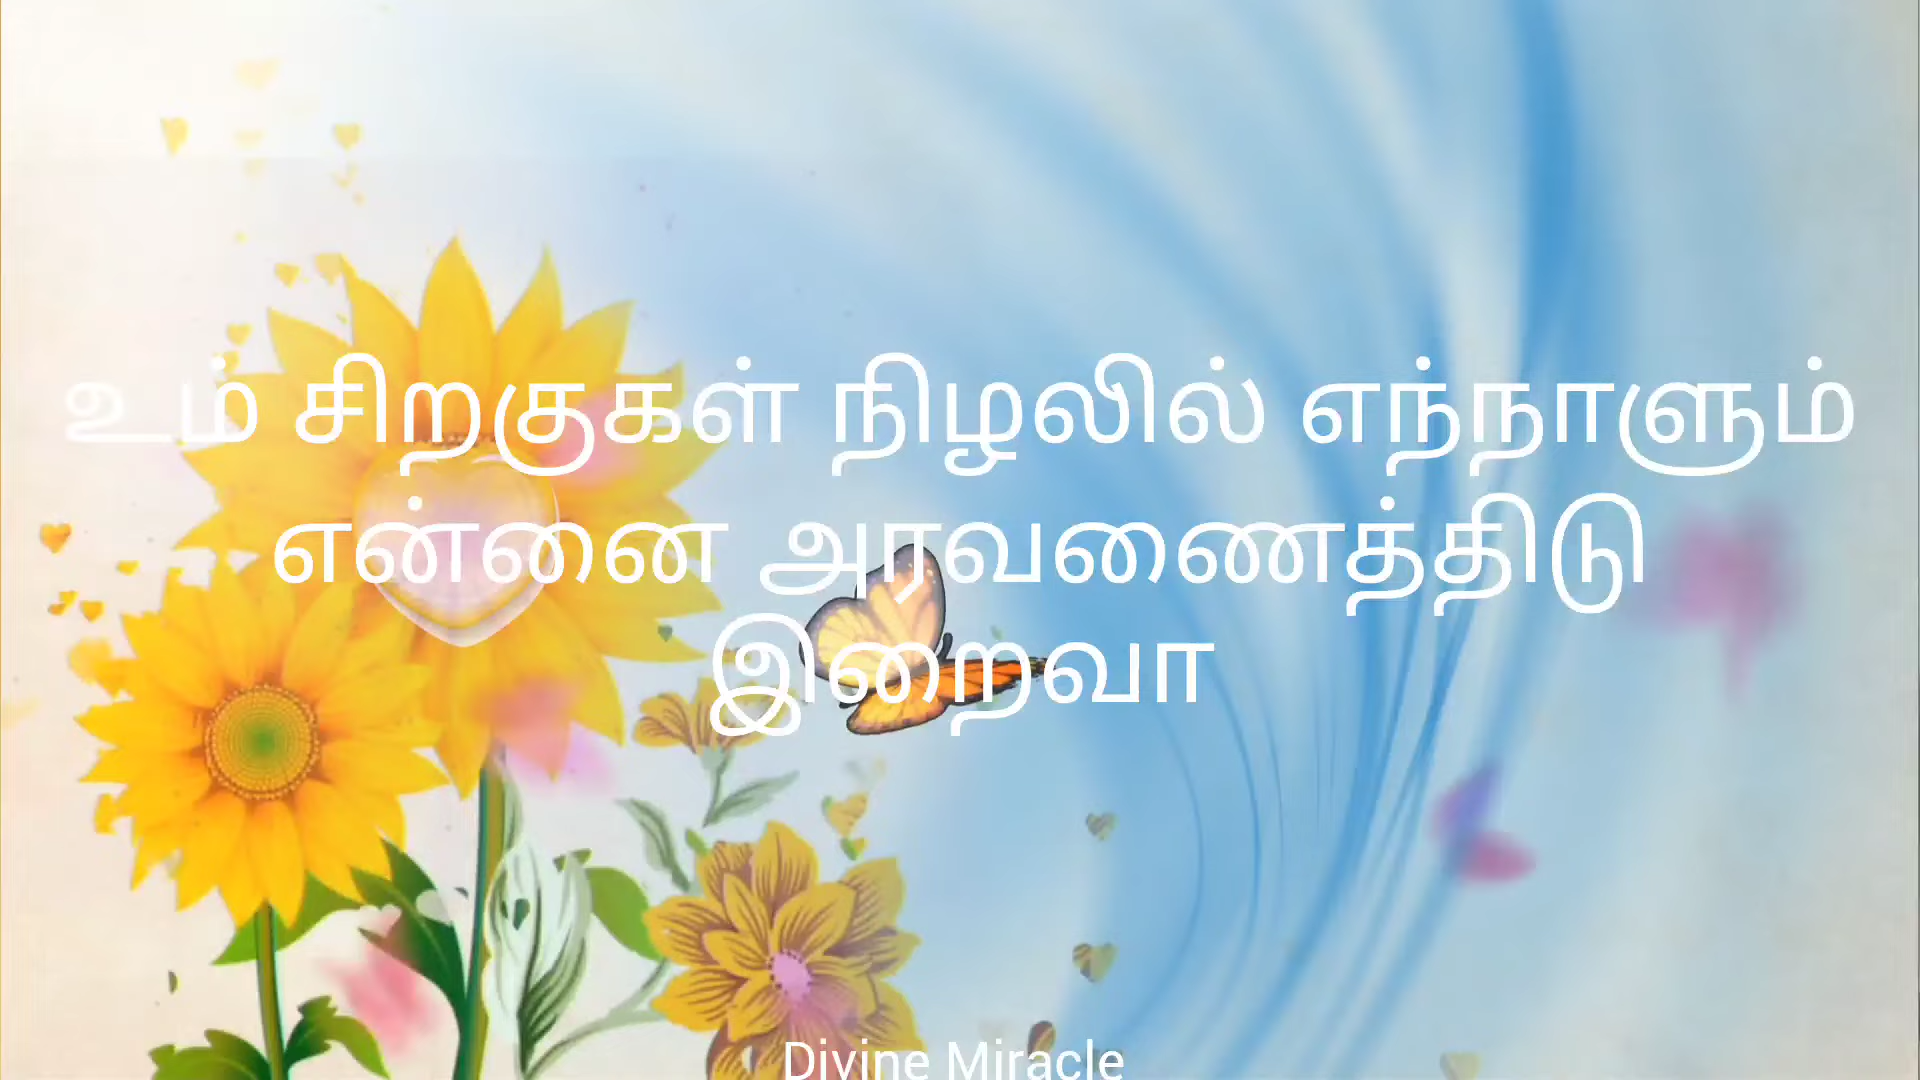 உம் சிறகுகள் நிழலில் எந்நாளும்
என்னை அரவணைத்திடு
இறைவா
Divine Miracle